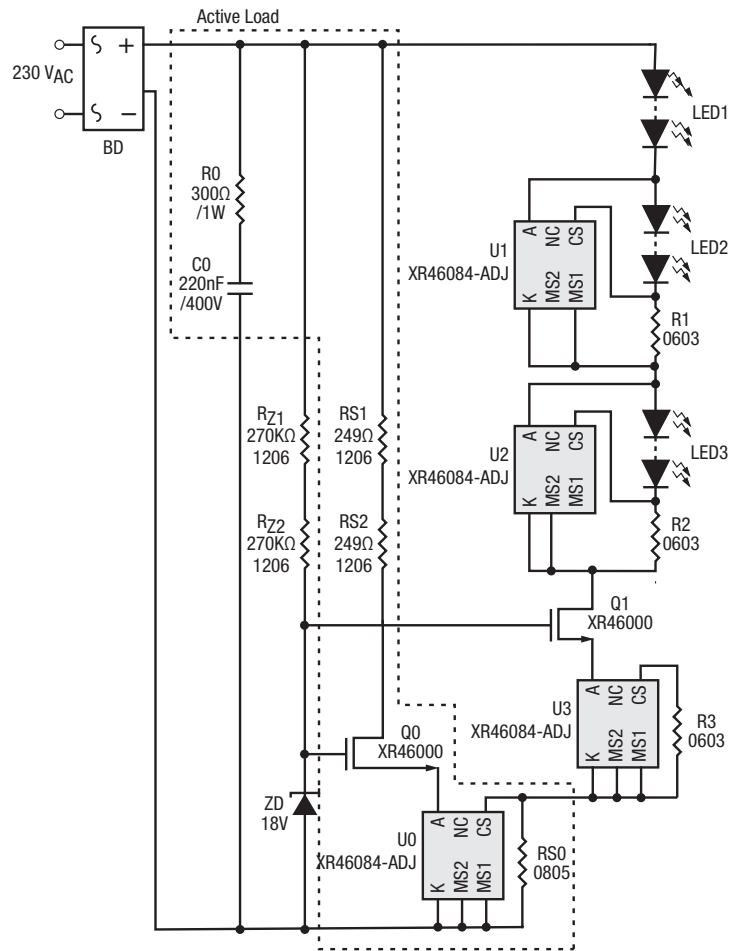 Active Load
230 VAC
+
−
BD
LED1
R0
300Ω
/1W
C0
220nF
/400V
U1
XR46084-ADJ
A
NC
CS
K
MS2
MS1
LED2
R1
0603
RZ1
270KΩ
1206
RS1
249Ω
1206
U2
XR46084-ADJ
A
NC
CS
K
MS2
MS1
LED3
R2
0603
RZ2
270KΩ
1206
RS2
249Ω
1206
Q1
XR46000
U3
XR46084-ADJ
A
NC
CS
K
MS2
MS1
R3
0603
Q0
XR46000
ZD
18V
U0
XR46084-ADJ
A
NC
CS
K
MS2
MS1
RS0
0805